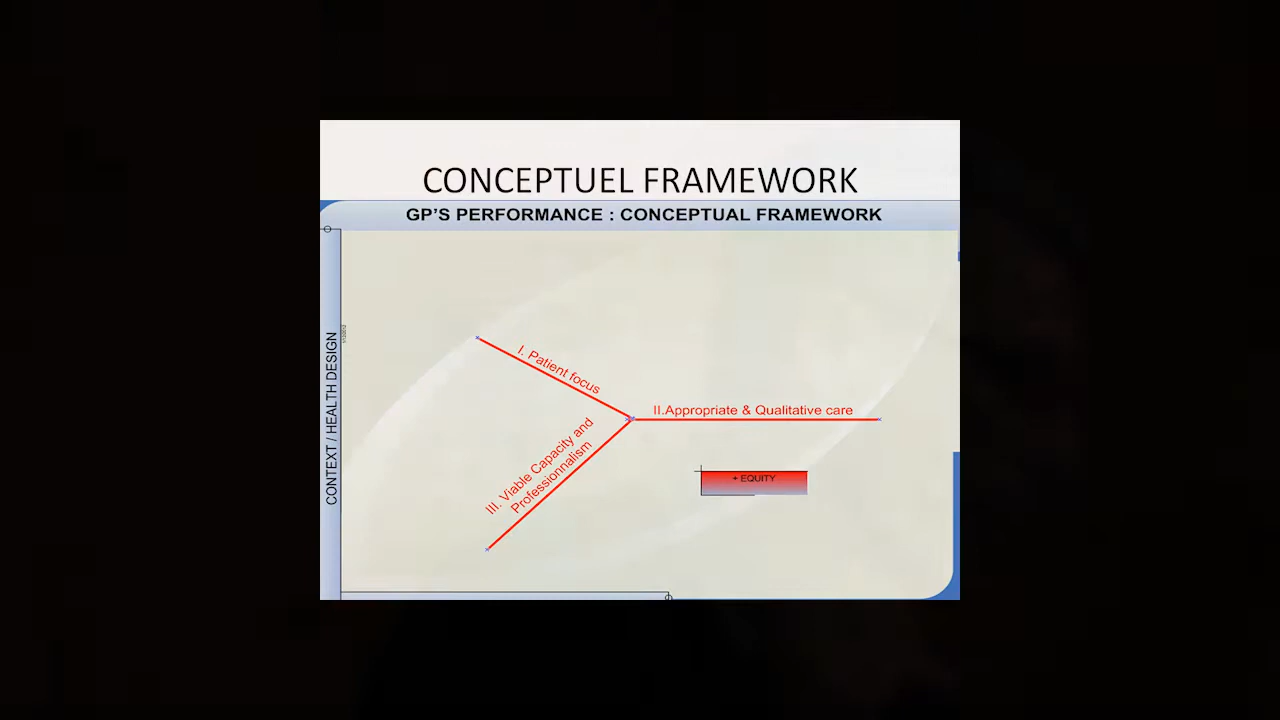 CONCEPTUEL FRAMEWORK
GP'S PERFORMANCE : CONCEPTUAL FRAMEWORK
CONTEXT / HEALTH DESIGN
I. Patient focus
II.Appropriate & Qualitative care
III. Viable Capacity and
Professionnalism
+ EQUITY